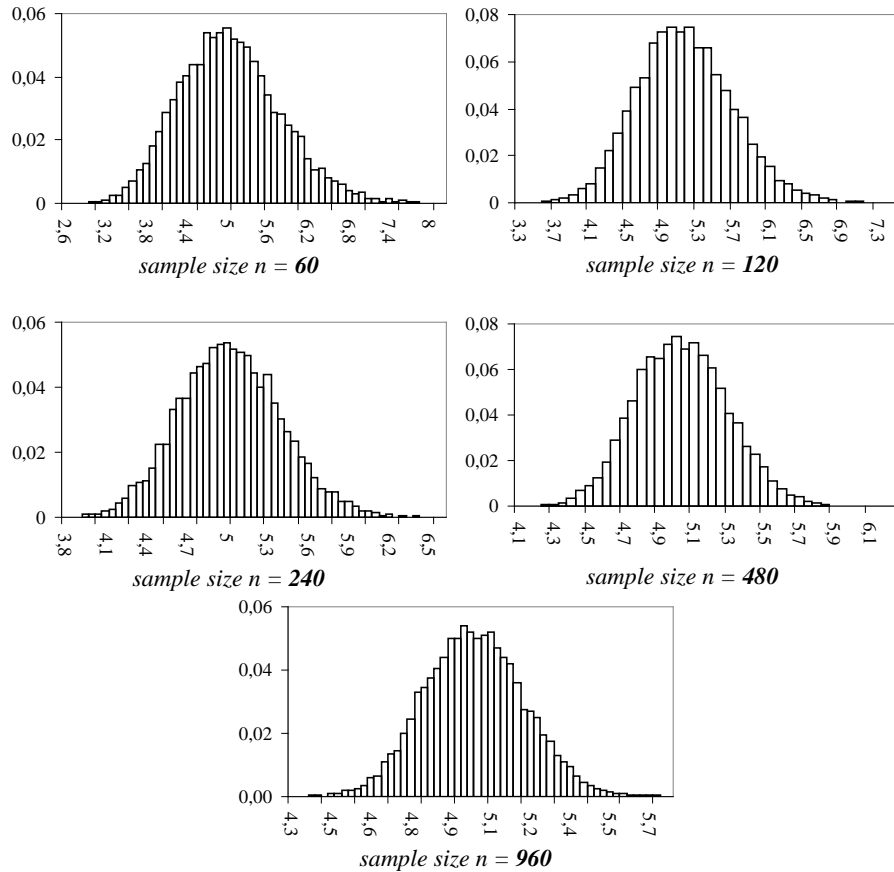 0,06
0,04
0,02
0
2,6 3,2 3,8 4,4 5 5,6 6,2 6,8 7,4 8
sample size n = 60
0,08
0,06
0,04
0,02
0
3,3 3,7 4,1 4,5 4,9 5,3 5,7 6,1 6,5 6,9 7,3
sample size n = 120
0,06
0,04
0,02
0
3,8 4,1 4,4 4,7 5 5,3 5,6 5,9 6,2 6,5
sample size n = 240
0,08
0,06
0,04
0,02
0
4,1 4,3 4,5 4,7 4,9 5,1 5,3 5,5 5,7 5,9 6,1
sample size n = 480
0,06
0,04
0,02
0,00
4,3 4,4 4,6 4,7 4,9 5,1 5,2 5,4 5,5 5,7
sample size n = 960